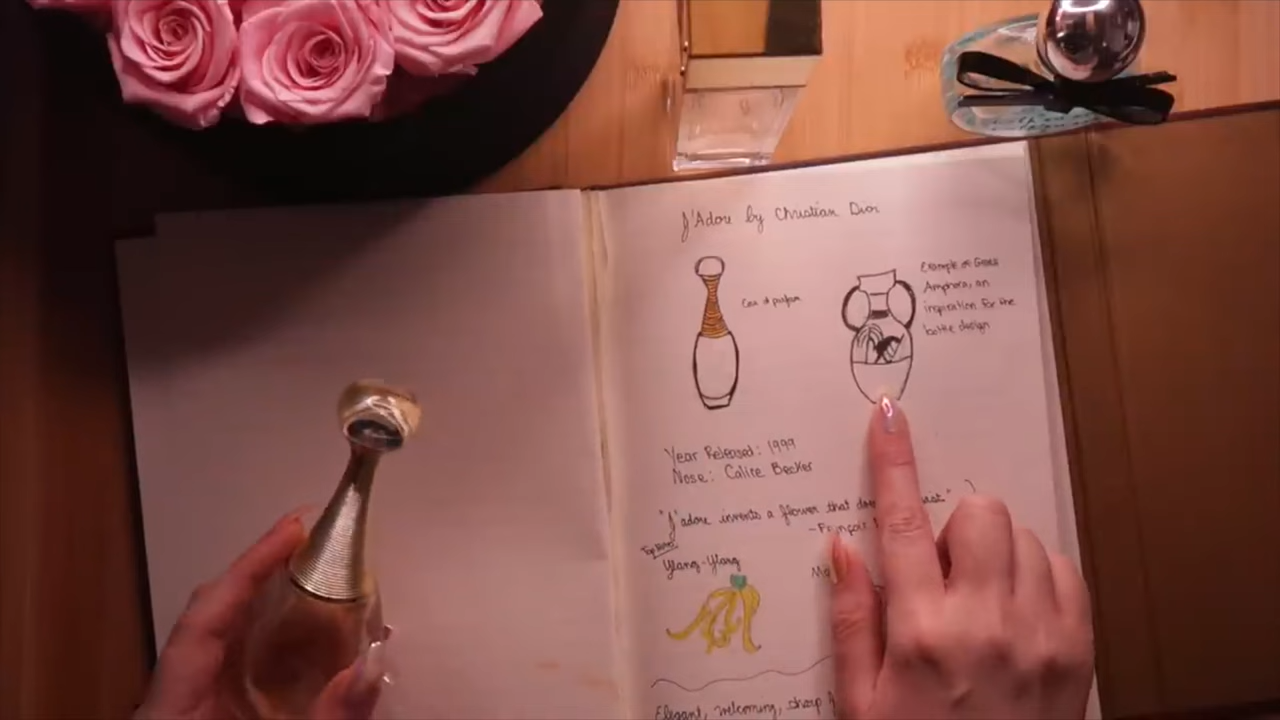 J'Adore by Christian Dior
Eau d parfum
Example of Greek
Amphora, an
inspiration for the
bottle design
Year Released: 1999
Nose: Calice Becker
"J'adore invents a flower that
Top Notes
Ylang-Ylang
Elegant, welcoming, sharp